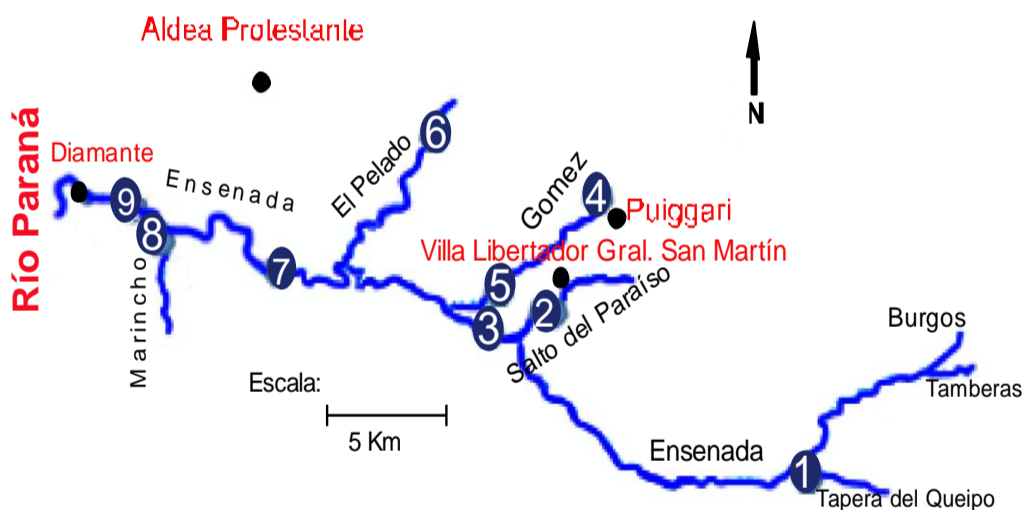 Aldea Protestante
Río Paraná
Diamante
Ensenada
El Pelado
N
6
Gomez
4
Puiggari
9
8
Marincho
7
Villa Libertador Gral. San Martín
5
2
3
Salto del Paraíso
Burgos
Tamberas
Escala:
5 Km
Ensenada
1
Tapera del Queipo